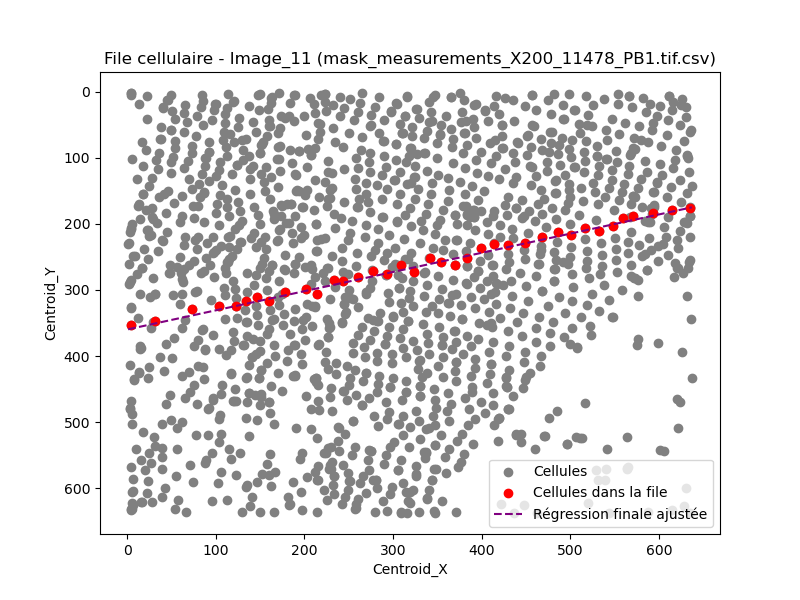 File cellulaire - Image_11 (mask_measurements_X200_11478_PB1.tif.csv)
0
100
200
300
400
500
600
Centroid_Y
Cellules
Cellules dans la file
Régression finale ajustée
0 100 200 300 400 500 600
Centroid_X